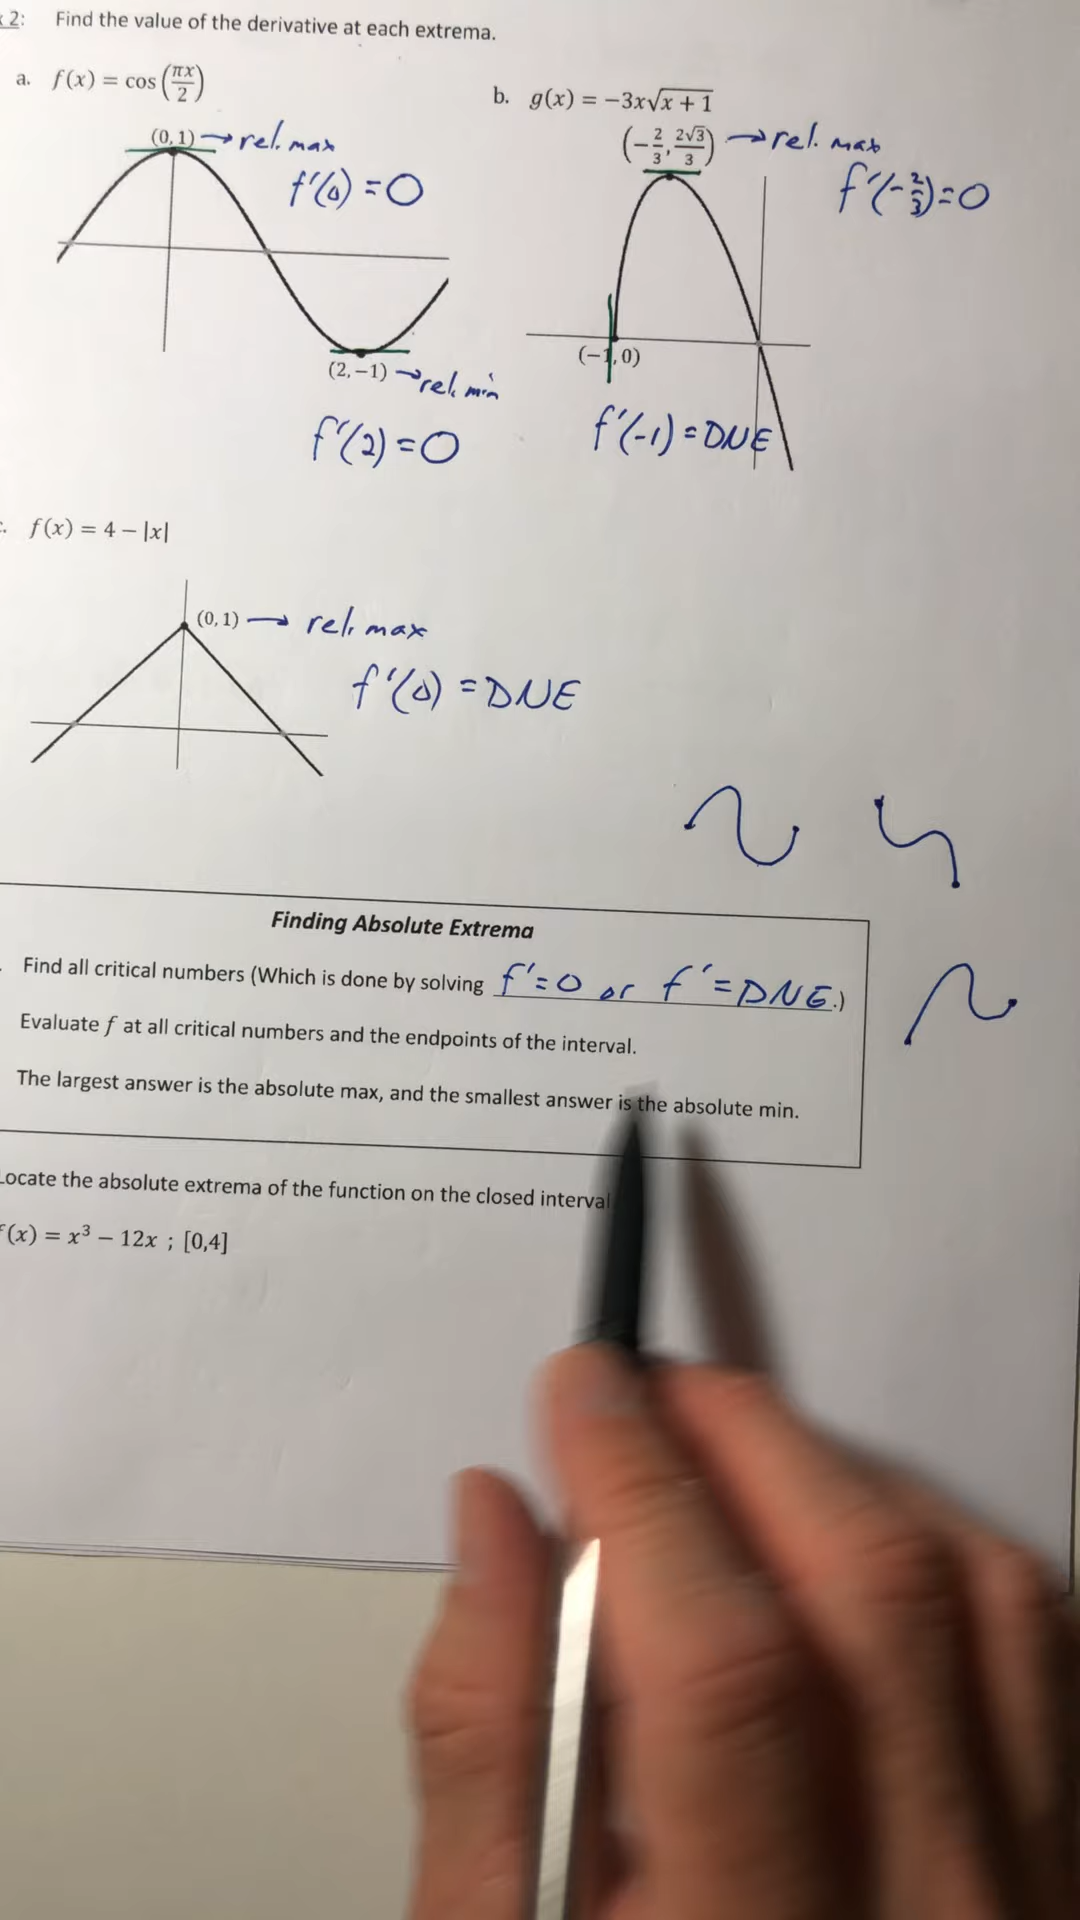 2: Find the value of the derivative at each extrema.
a. f(x) = cos(πx/2)
(0, 1) → rel. max
f'(0) = 0
(2, −1) → rel. min
f'(2) = 0
b. g(x) = −3x√(x + 1)
(−2/3, 2√3/3) → rel. max
f'(-2/3) = 0
(−1, 0)
f'(-1) = DNE
. f(x) = 4 − |x|
(0, 1) → rel. max
f'(0) = DNE
Finding Absolute Extrema
Find all critical numbers (Which is done by solving f' = 0 or f' = DNE.)
Evaluate f at all critical numbers and the endpoints of the interval.
The largest answer is the absolute max, and the smallest answer is the absolute min.
Locate the absolute extrema of the function on the closed interval
f(x) = x³ − 12x ; [0,4]